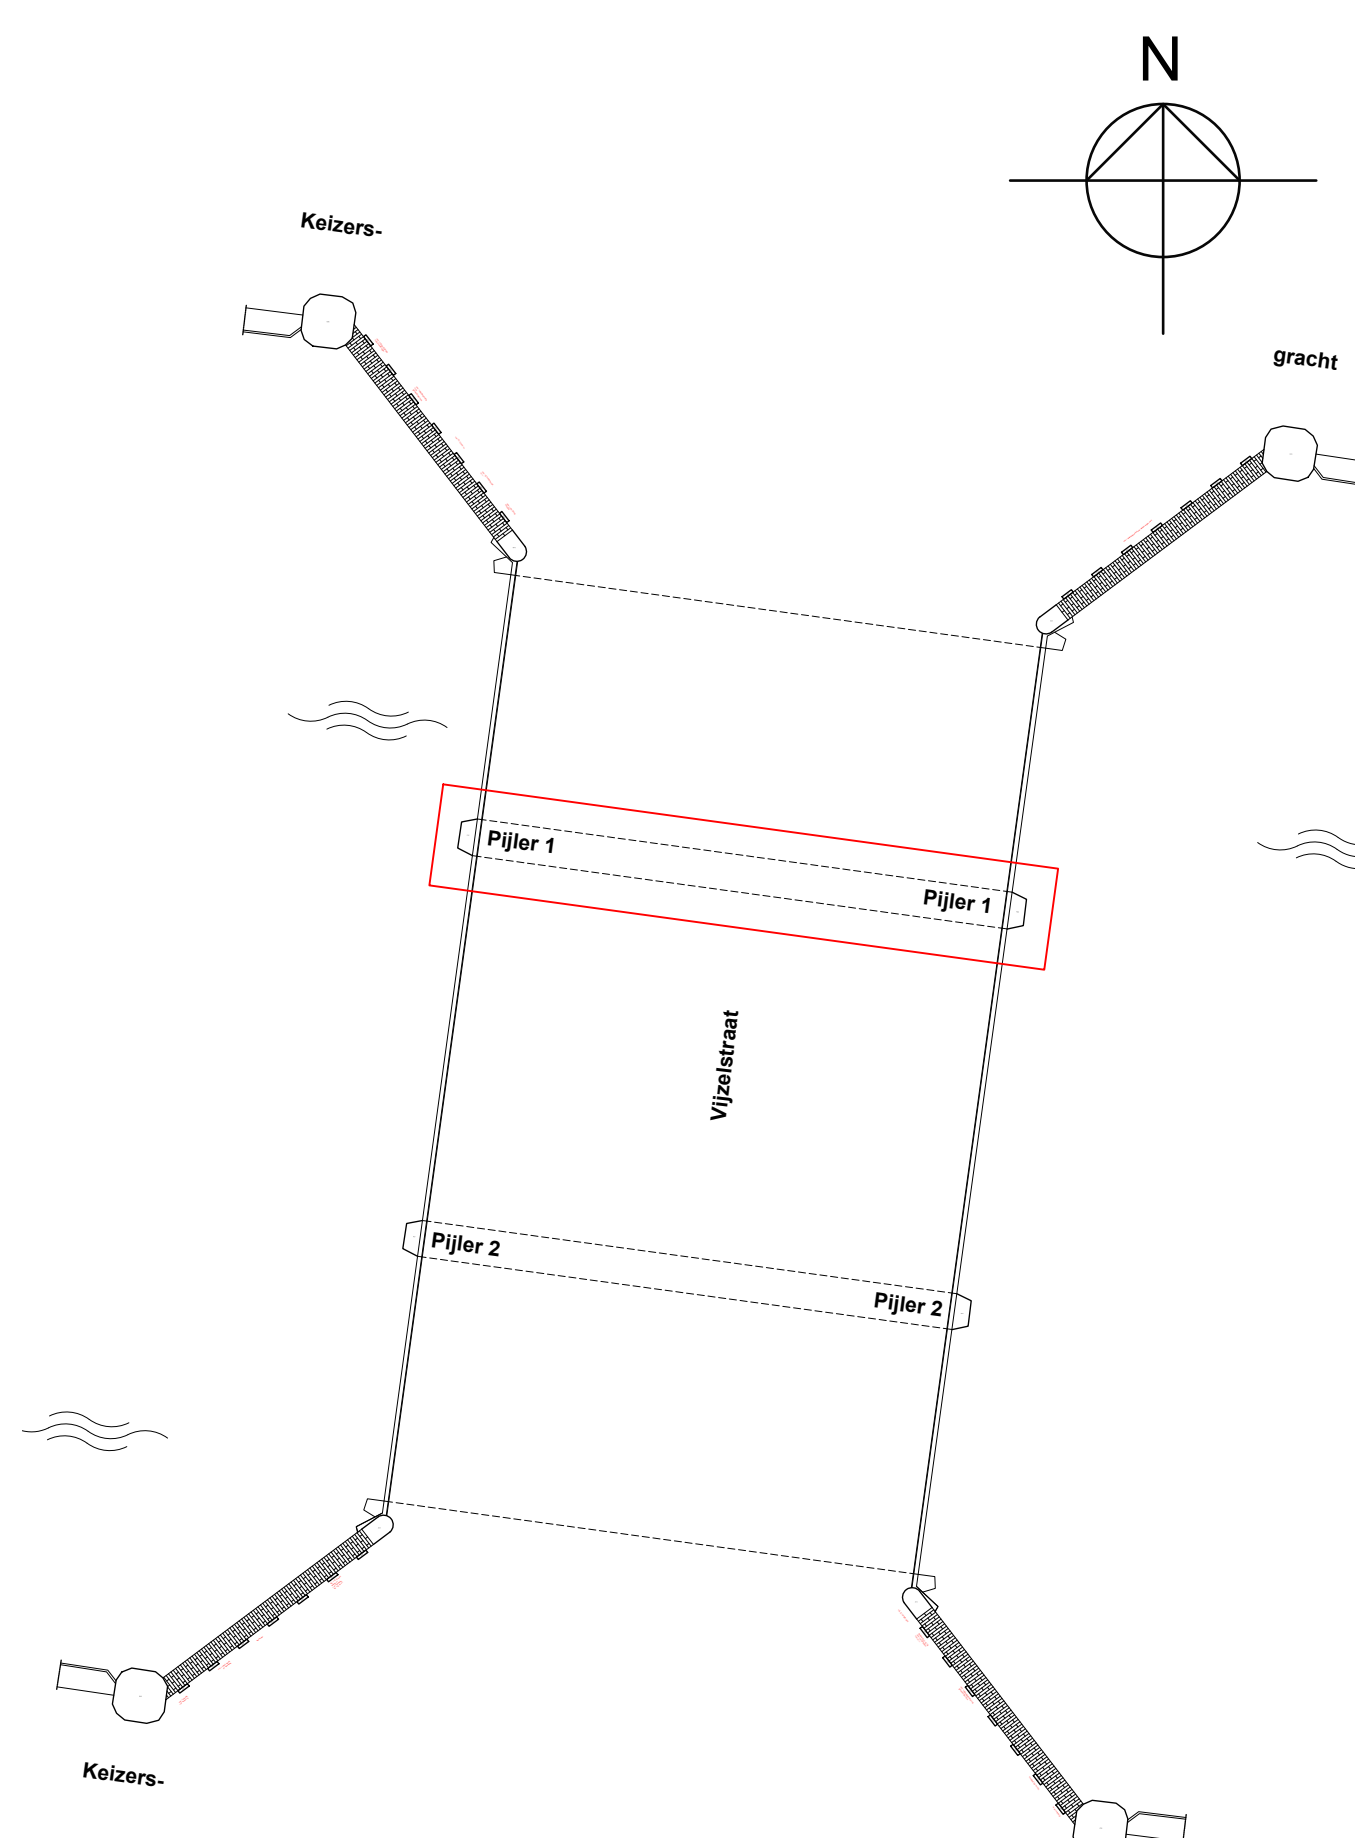 N
Keizers-
gracht
Pijler 1
Pijler 1
Vijzelstraat
Pijler 2
Pijler 2
Keizers-